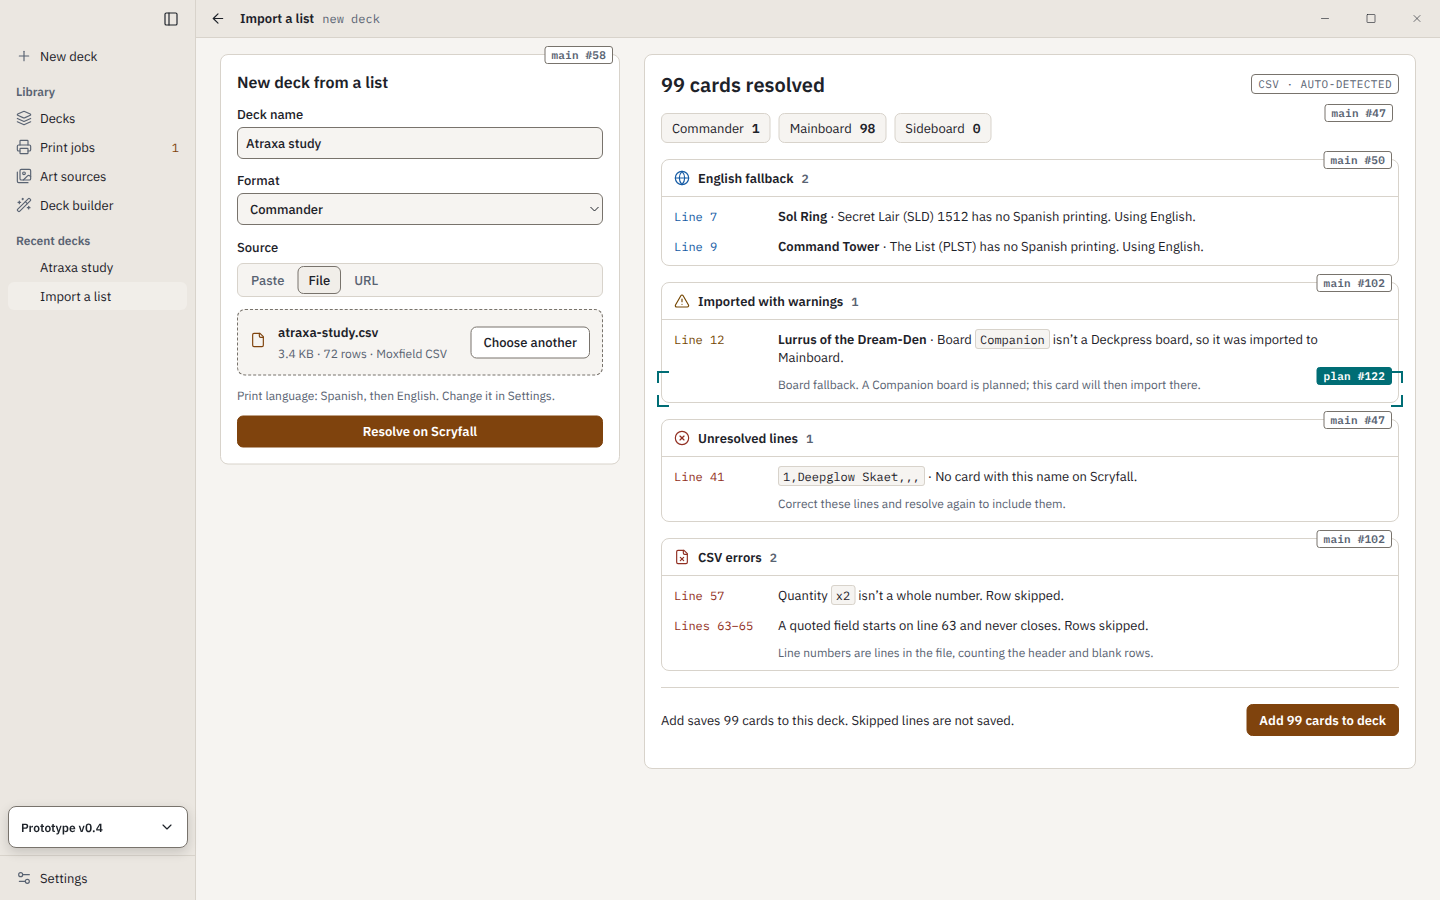 Import a list new deck
New deck
Library
Decks
Print jobs 1
Art sources
Deck builder
Recent decks
Atraxa study
Import a list
Prototype v0.4
Settings
main #58
New deck from a list
Deck name
Atraxa study
Format
Commander
Source
Paste File URL
atraxa-study.csv
3.4 KB · 72 rows · Moxfield CSV
Choose another
Print language: Spanish, then English. Change it in Settings.
Resolve on Scryfall
99 cards resolved
CSV · AUTO-DETECTED
main #47
Commander 1 Mainboard 98 Sideboard 0
main #50
English fallback 2
Line 7 Sol Ring · Secret Lair (SLD) 1512 has no Spanish printing. Using English.
Line 9 Command Tower · The List (PLST) has no Spanish printing. Using English.
main #102
Imported with warnings 1
Line 12 Lurrus of the Dream-Den · Board Companion isn’t a Deckpress board, so it was imported to
Mainboard.
plan #122
Board fallback. A Companion board is planned; this card will then import there.
main #47
Unresolved lines 1
Line 41 1,Deepglow Skaet,,, · No card with this name on Scryfall.
Correct these lines and resolve again to include them.
main #102
CSV errors 2
Line 57 Quantity x2 isn’t a whole number. Row skipped.
Lines 63–65 A quoted field starts on line 63 and never closes. Rows skipped.
Line numbers are lines in the file, counting the header and blank rows.
Add saves 99 cards to this deck. Skipped lines are not saved.
Add 99 cards to deck